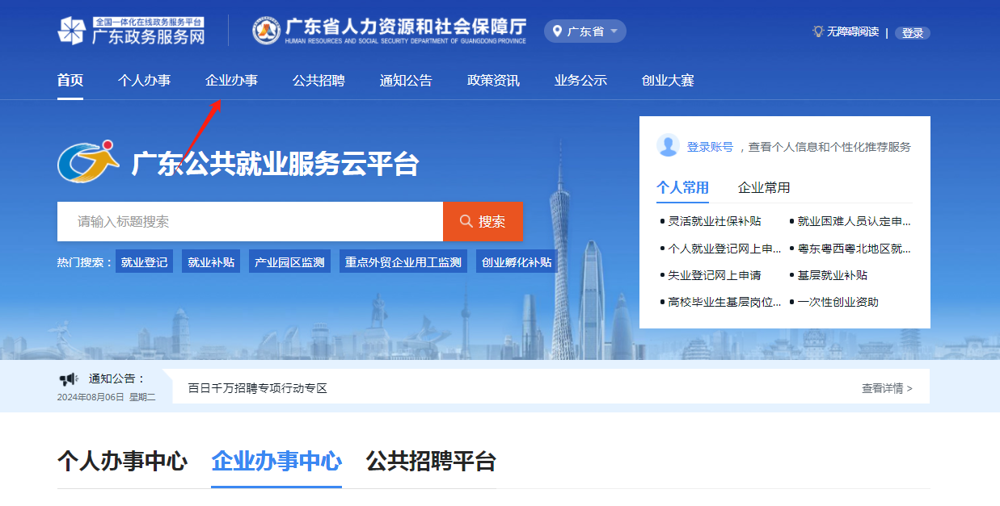 全国一体化在线政务服务平台
广东政务服务网
广东省人力资源和社会保障厅
HUMAN RESOURCES AND SOCIAL SECURITY DEPARTMENT OF GUANGDONG PROVINCE
广东省
无障碍阅读 | 登录
首页 个人办事 企业办事 公共招聘 通知公告 政策资讯 业务公示 创业大赛
广东公共就业服务云平台
请输入标题搜索 搜索
热门搜索： 就业登记 就业补贴 产业园区监测 重点外贸企业用工监测 创业孵化补贴
登录账号 ，查看个人信息和个性化推荐服务
个人常用 企业常用
灵活就业社保补贴 就业困难人员认定申...
个人就业登记网上申... 粤东粤西粤北地区就...
失业登记网上申请 基层就业补贴
高校毕业生基层岗位... 一次性创业资助
通知公告：
2024年08月06日 星期二
百日千万招聘专项行动专区 查看详情 >
个人办事中心 企业办事中心 公共招聘平台